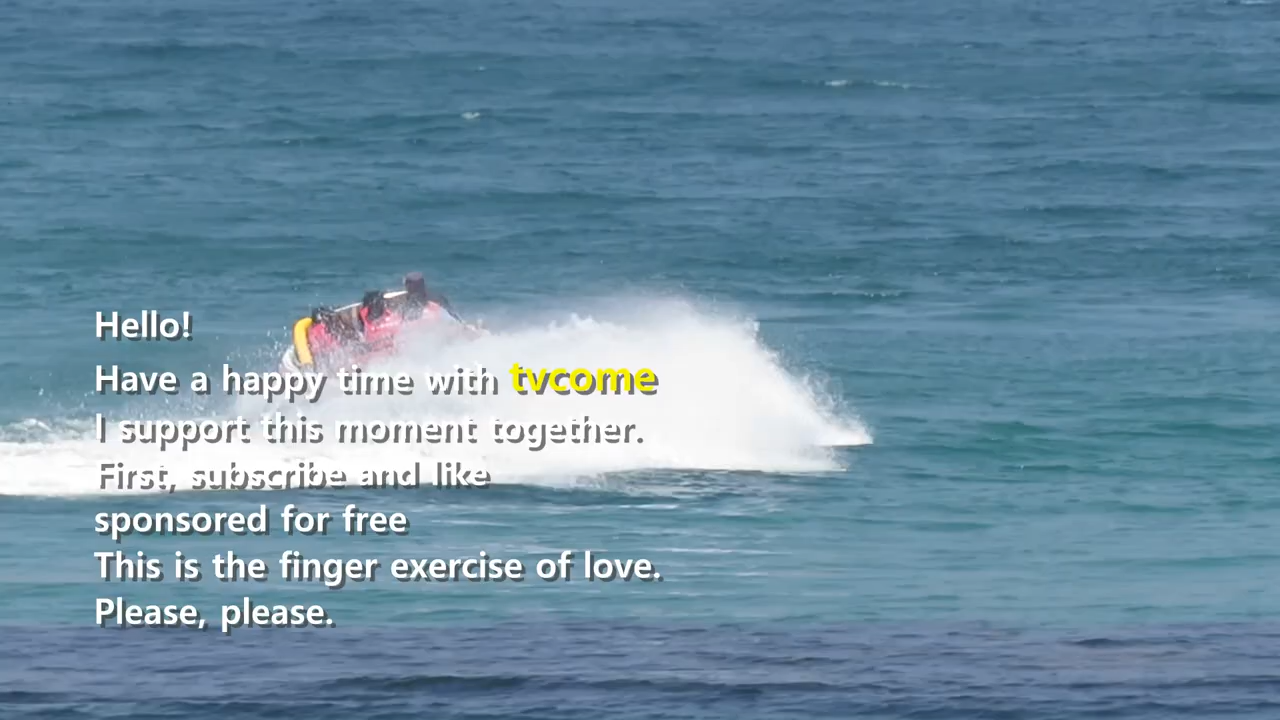 Hello!
Have a happy time with tvcome
I support this moment together.
First, subscribe and like
sponsored for free
This is the finger exercise of love.
Please, please.